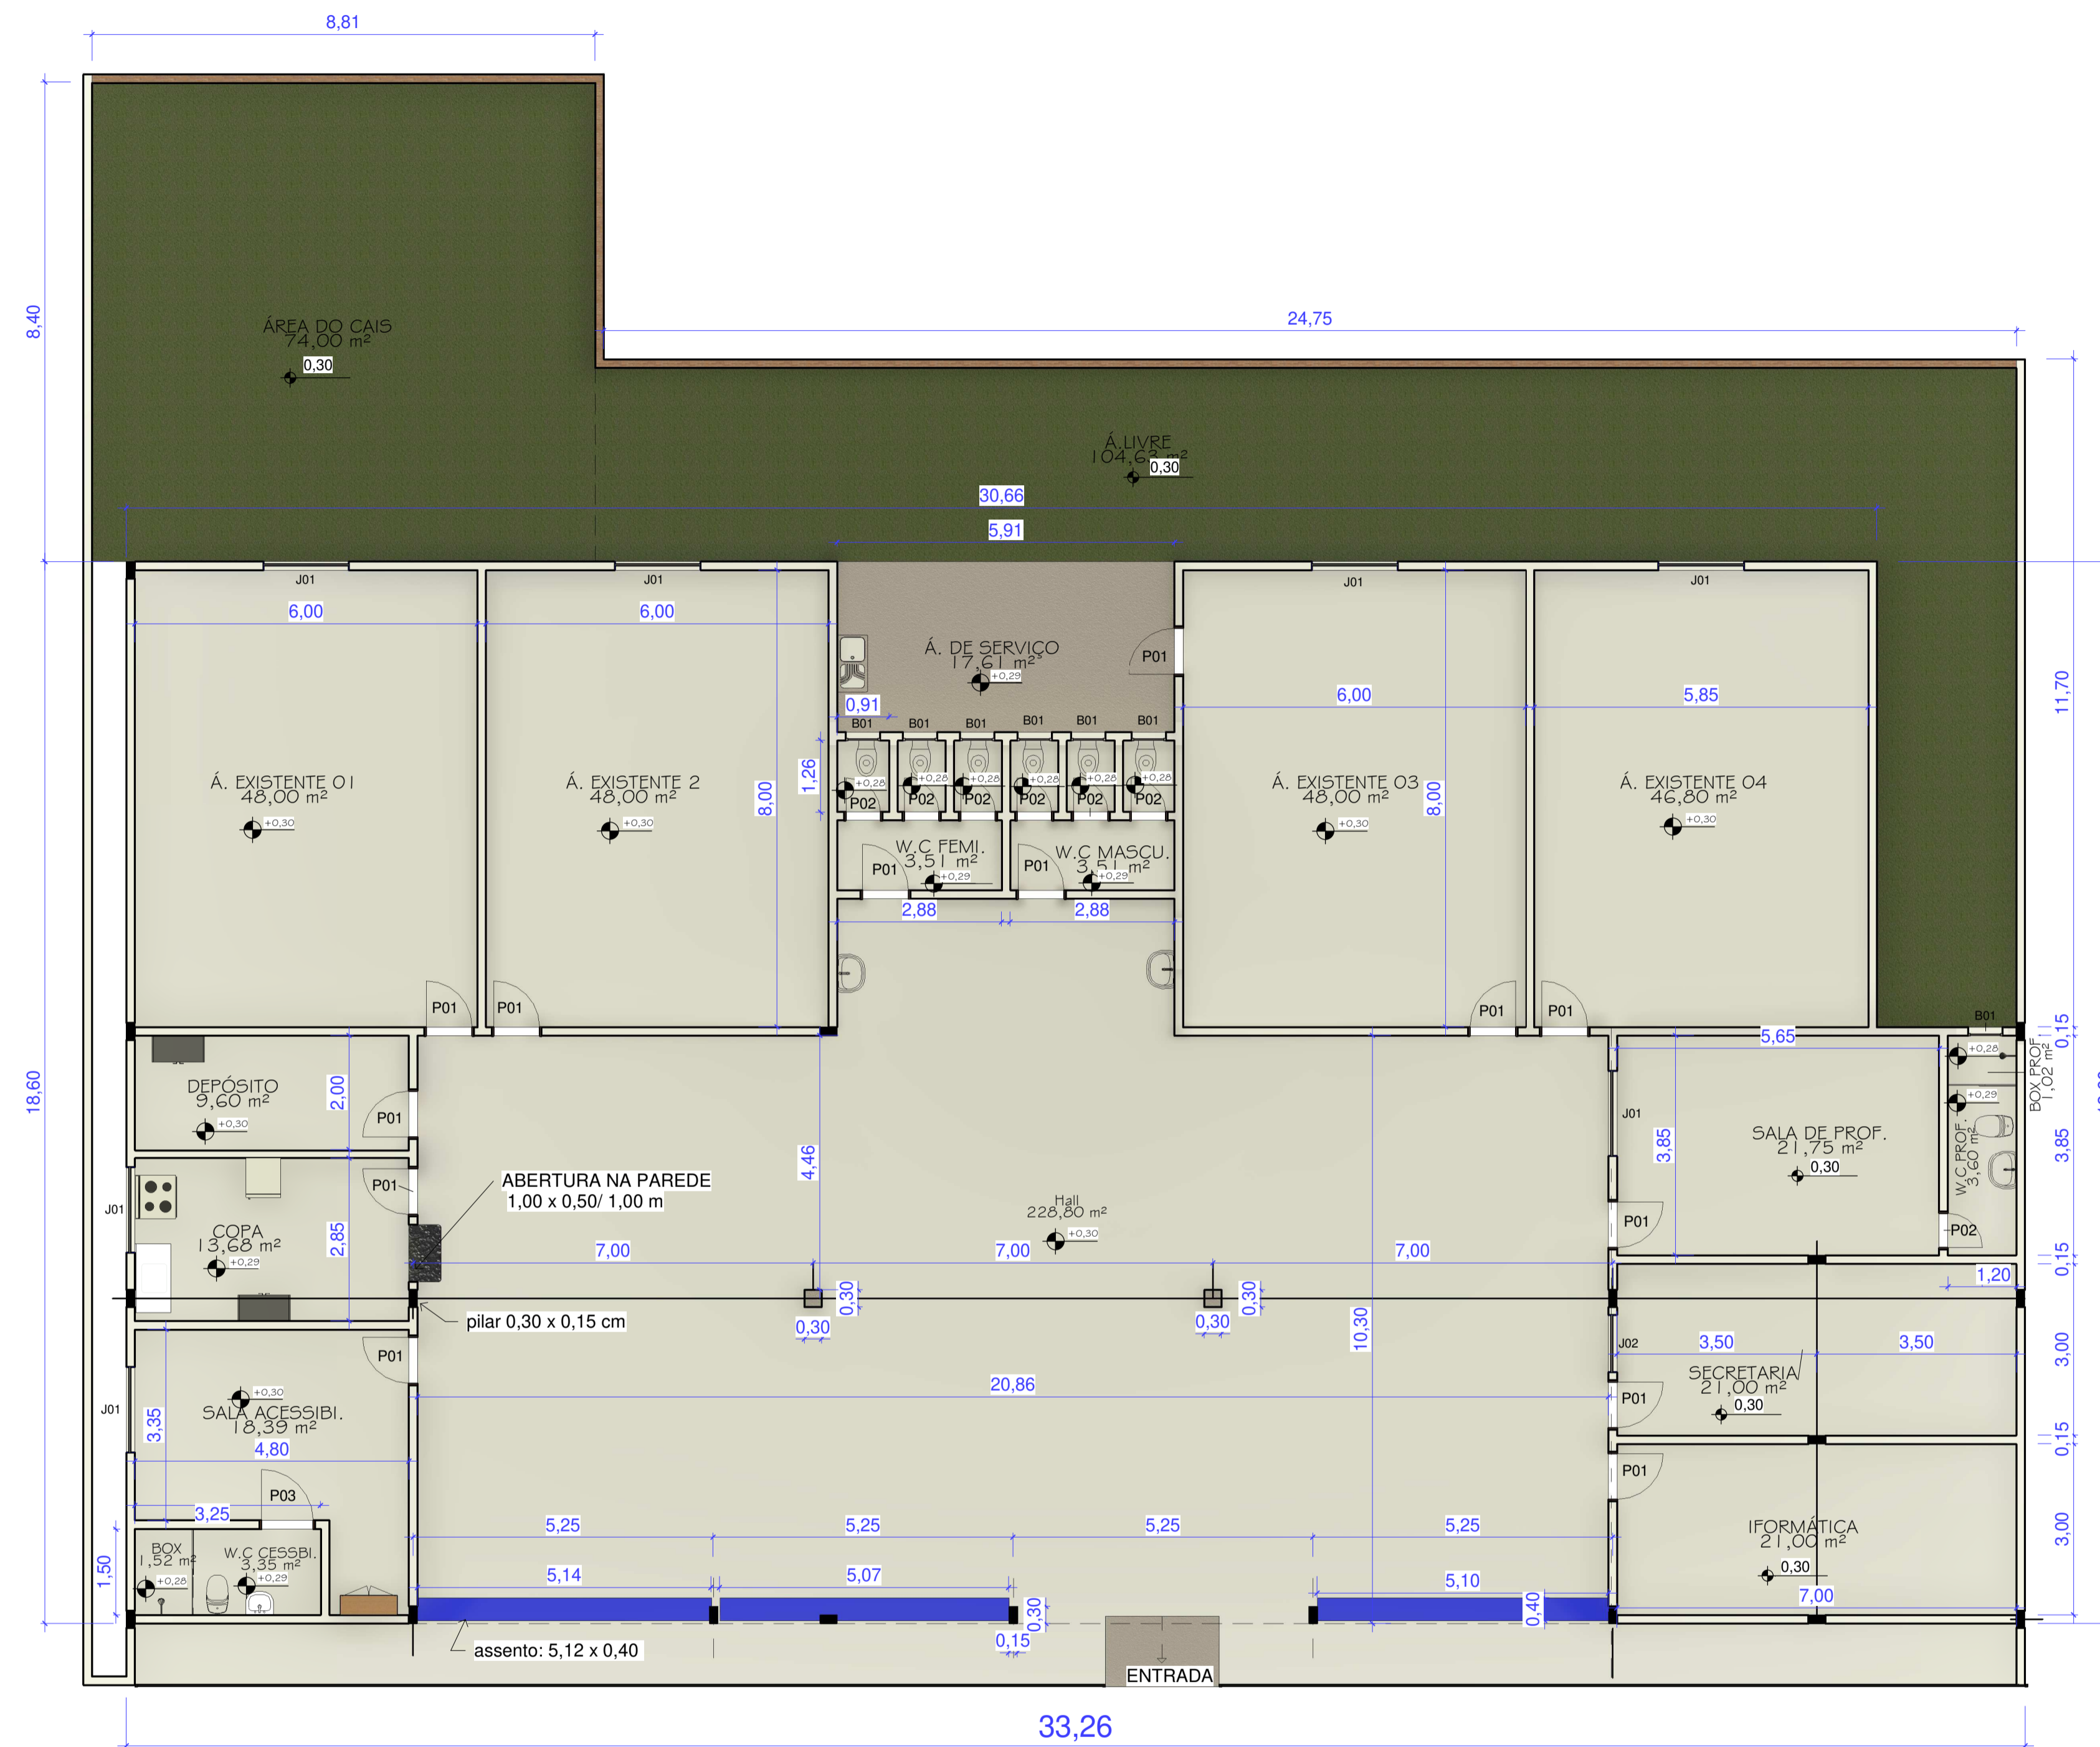 8,81
8,40
24,75
ÁREA DO CAIS
74,00 m²
0,30
Á.LIVRE
104,63 m²
0,30
30,66
5,91
J01
J01
J01
J01
6,00
6,00
Á. DE SERVIÇO
17,61 m²
+0,29
P01
6,00
5,85
11,70
0,91
B01
B01
B01
B01
B01
B01
1,26
8,00
8,00
Á. EXISTENTE 01
48,00 m²
+0,30
Á. EXISTENTE 2
48,00 m²
+0,30
+0,28
+0,28
+0,28
+0,28
+0,28
+0,28
P02
P02
P02
P02
P02
P02
Á. EXISTENTE 03
48,00 m²
+0,30
Á. EXISTENTE 04
46,80 m²
+0,30
W.C FEMI.
3,51 m²
+0,29
P01
W.C MASCU.
3,51 m²
+0,29
P01
2,88
2,88
P01
P01
P01
P01
B01
0,15
5,65
18,60
DEPÓSITO
9,60 m²
+0,30
2,00
P01
4,46
J01
3,85
SALA DE PROF.
21,75 m²
0,30
P01
+0,28
+0,29
BOX PROF
1,02 m²
W.C PROF.
3,60 m²
P02
3,85
ABERTURA NA PAREDE
1,00 x 0,50/ 1,00 m
P01
J01
COPA
13,68 m²
+0,29
2,85
Hall
228,80 m²
+0,30
7,00
7,00
7,00
0,15
1,20
0,30
0,30
0,30
0,30
pilar 0,30 x 0,15 cm
10,30
P01
J02
3,50
3,50
3,00
SECRETARIA
21,00 m²
0,30
P01
20,86
J01
+0,30
SALA ACESSIBI.
18,39 m²
3,35
4,80
0,15
P01
P03
3,25
5,25
5,25
5,25
5,25
IFORMÁTICA
21,00 m²
0,30
7,00
3,00
1,50
BOX
1,52 m²
+0,28
W.C CESSBI.
3,35 m²
+0,29
5,14
5,07
5,10
0,30
0,40
0,15
assento: 5,12 x 0,40
ENTRADA
33,26